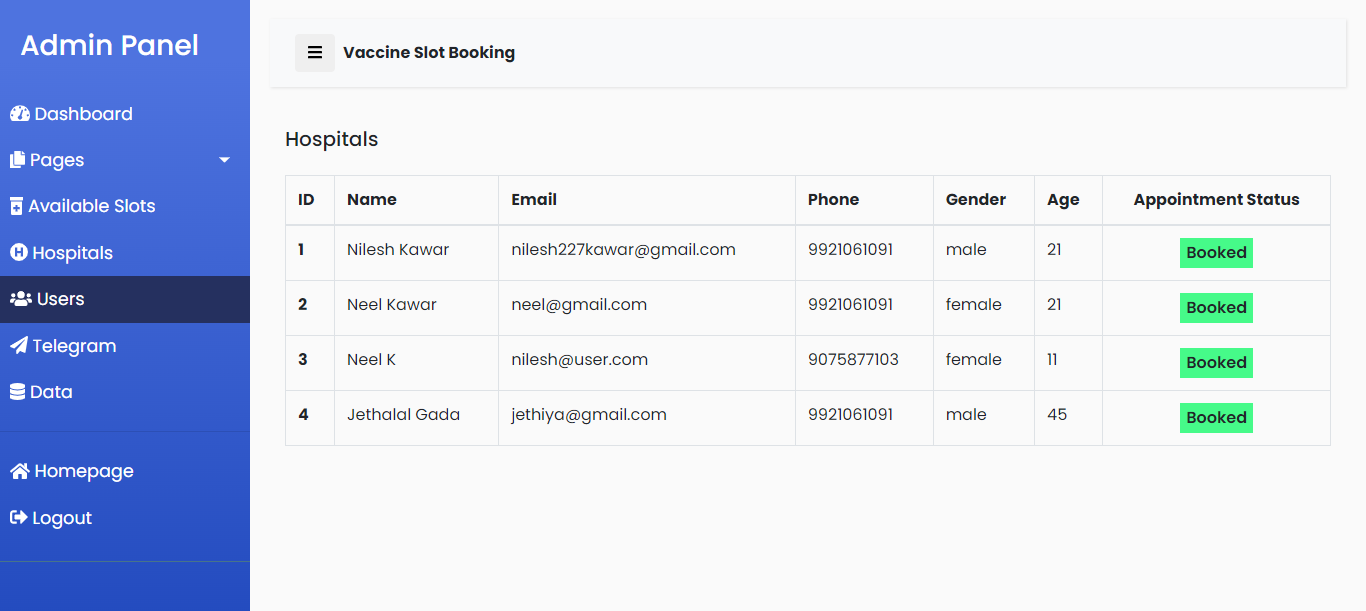 Admin Panel
Dashboard
Pages
Available Slots
Hospitals
Users
Telegram
Data
Homepage
Logout
Vaccine Slot Booking
Hospitals
ID Name Email Phone Gender Age Appointment Status
1 Nilesh Kawar nilesh227kawar@gmail.com 9921061091 male 21 Booked
2 Neel Kawar neel@gmail.com 9921061091 female 21 Booked
3 Neel K nilesh@user.com 9075877103 female 11 Booked
4 Jethalal Gada jethiya@gmail.com 9921061091 male 45 Booked